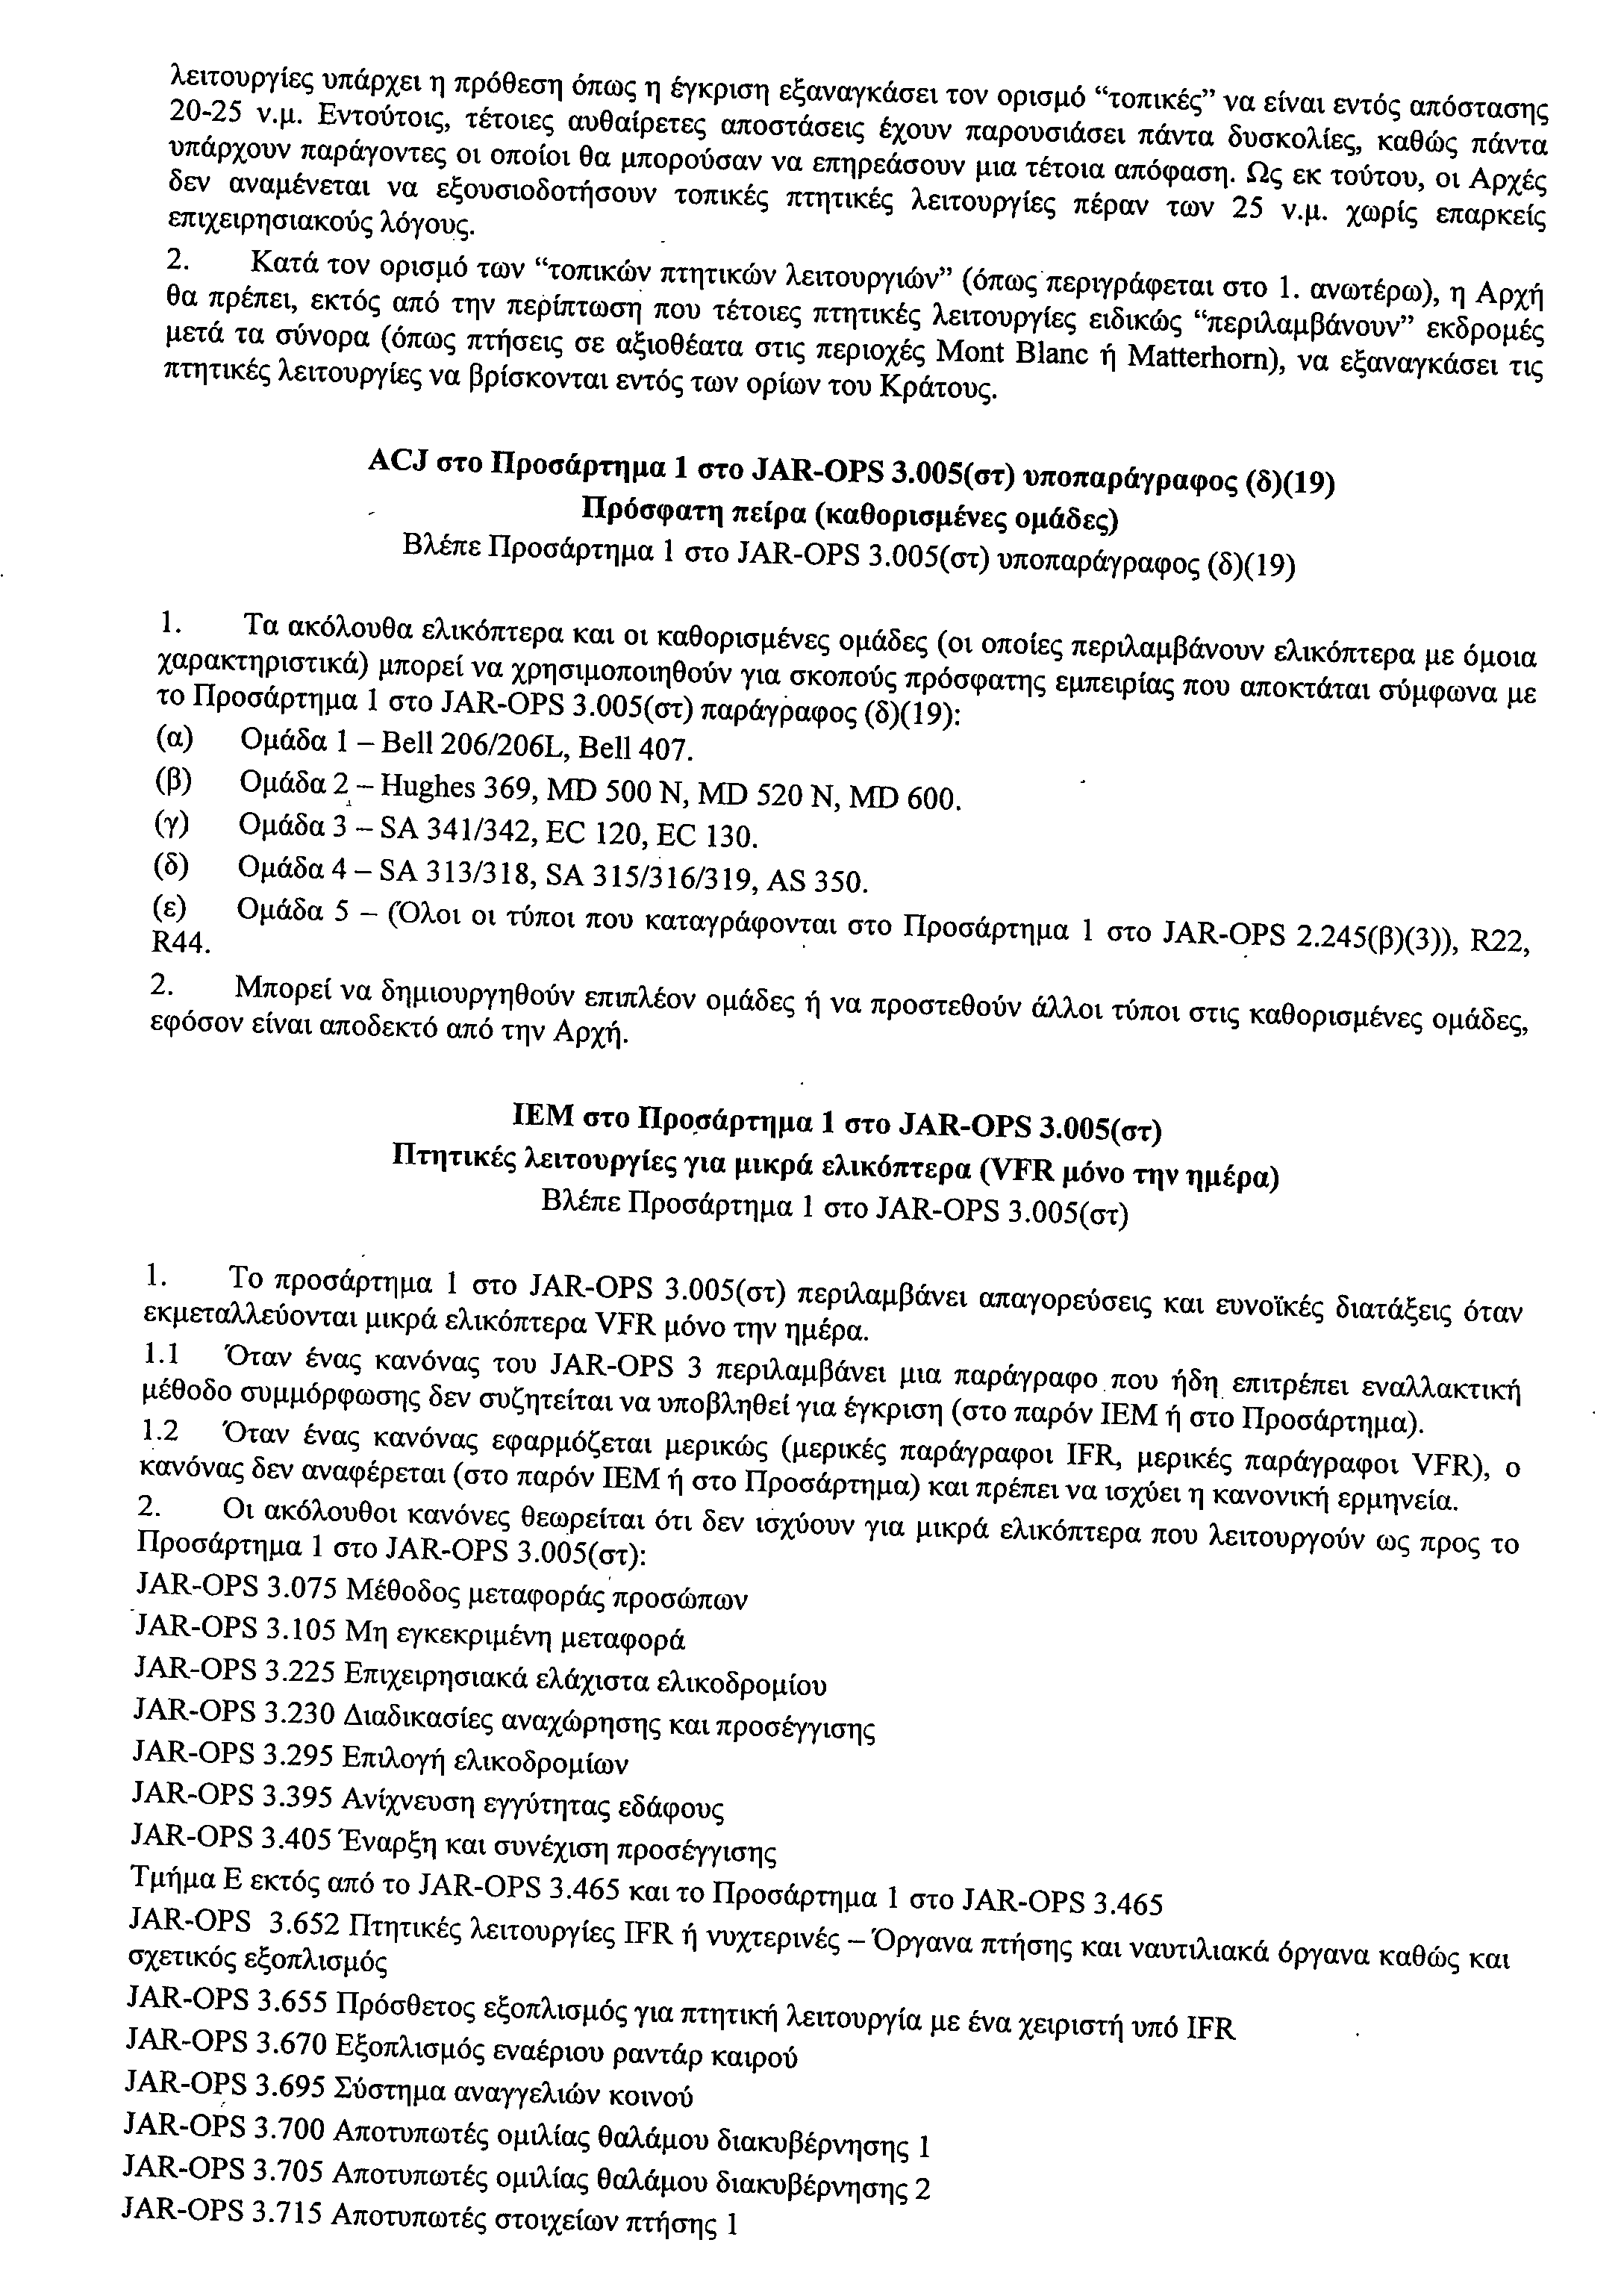 λειτουργίες υπάρχει η πρόθεση όπως η έγκριση εξαναγκάσει τον ορισμό “τοπικές” να είναι εντός απόστασης
20-25 ν.μ. Εντούτοις, τέτοιες αυθαίρετες αποστάσεις έχουν παρουσιάσει πάντα δυσκολίες, καθώς πάντα
υπάρχουν παράγοντες οι οποίοι θα μπορούσαν να επηρεάσουν μια τέτοια απόφαση. Ως εκ τούτου, οι Αρχές
δεν αναμένεται να εξουσιοδοτήσουν τοπικές πτητικές λειτουργίες πέραν των 25 ν.μ. χωρίς επαρκείς
επιχειρησιακούς λόγους.
2. Κατά τον ορισμό των “τοπικών πτητικών λειτουργιών” (όπως περιγράφεται στο 1. ανωτέρω), η Αρχή
θα πρέπει, εκτός από την περίπτωση που τέτοιες πτητικές λειτουργίες ειδικώς “περιλαμβάνουν” εκδρομές
μετά τα σύνορα (όπως πτήσεις σε αξιοθέατα στις περιοχές Mont Blanc ή Matterhorn), να εξαναγκάσει τις
πτητικές λειτουργίες να βρίσκονται εντός των ορίων του Κράτους.
ACJ στο Προσάρτημα 1 στο JAR-OPS 3.005(στ) υποπαράγραφος (δ)(19)
Πρόσφατη πείρα (καθορισμένες ομάδες)
Βλέπε Προσάρτημα 1 στο JAR-OPS 3.005(στ) υποπαράγραφος (δ)(19)
1. Τα ακόλουθα ελικόπτερα και οι καθορισμένες ομάδες (οι οποίες περιλαμβάνουν ελικόπτερα με όμοια
χαρακτηριστικά) μπορεί να χρησιμοποιηθούν για σκοπούς πρόσφατης εμπειρίας που αποκτάται σύμφωνα με
το Προσάρτημα 1 στο JAR-OPS 3.005(στ) παράγραφος (δ)(19):
(α) Ομάδα 1 – Bell 206/206L, Bell 407.
(β) Ομάδα 2 – Hughes 369, MD 500 N, MD 520 N, MD 600.
(γ) Ομάδα 3 – SA 341/342, EC 120, EC 130.
(δ) Ομάδα 4 – SA 313/318, SA 315/316/319, AS 350.
(ε) Ομάδα 5 – (Όλοι οι τύποι που καταγράφονται στο Προσάρτημα 1 στο JAR-OPS 2.245(β)(3)), R22,
R44.
2. Μπορεί να δημιουργηθούν επιπλέον ομάδες ή να προστεθούν άλλοι τύποι στις καθορισμένες ομάδες,
εφόσον είναι αποδεκτό από την Αρχή.
IEM στο Προσάρτημα 1 στο JAR-OPS 3.005(στ)
Πτητικές λειτουργίες για μικρά ελικόπτερα (VFR μόνο την ημέρα)
Βλέπε Προσάρτημα 1 στο JAR-OPS 3.005(στ)
1. Το προσάρτημα 1 στο JAR-OPS 3.005(στ) περιλαμβάνει απαγορεύσεις και ευνοϊκές διατάξεις όταν
εκμεταλλεύονται μικρά ελικόπτερα VFR μόνο την ημέρα.
1.1 Όταν ένας κανόνας του JAR-OPS 3 περιλαμβάνει μια παράγραφο που ήδη επιτρέπει εναλλακτική
μέθοδο συμμόρφωσης δεν συζητείται να υποβληθεί για έγκριση (στο παρόν IEM ή στο Προσάρτημα).
1.2 Όταν ένας κανόνας εφαρμόζεται μερικώς (μερικές παράγραφοι IFR, μερικές παράγραφοι VFR), ο
κανόνας δεν αναφέρεται (στο παρόν IEM ή στο Προσάρτημα) και πρέπει να ισχύει η κανονική ερμηνεία.
2. Οι ακόλουθοι κανόνες θεωρείται ότι δεν ισχύουν για μικρά ελικόπτερα που λειτουργούν ως προς το
Προσάρτημα 1 στο JAR-OPS 3.005(στ):
JAR-OPS 3.075 Μέθοδος μεταφοράς προσώπων
JAR-OPS 3.105 Μη εγκεκριμένη μεταφορά
JAR-OPS 3.225 Επιχειρησιακά ελάχιστα ελικοδρομίου
JAR-OPS 3.230 Διαδικασίες αναχώρησης και προσέγγισης
JAR-OPS 3.295 Επιλογή ελικοδρομίων
JAR-OPS 3.395 Ανίχνευση εγγύτητας εδάφους
JAR-OPS 3.405 Έναρξη και συνέχιση προσέγγισης
Τμήμα Ε εκτός από το JAR-OPS 3.465 και το Προσάρτημα 1 στο JAR-OPS 3.465
JAR-OPS 3.652 Πτητικές λειτουργίες IFR ή νυχτερινές – Όργανα πτήσης και ναυτιλιακά όργανα καθώς και
σχετικός εξοπλισμός
JAR-OPS 3.655 Πρόσθετος εξοπλισμός για πτητική λειτουργία με ένα χειριστή υπό IFR
JAR-OPS 3.670 Εξοπλισμός εναέριου ραντάρ καιρού
JAR-OPS 3.695 Σύστημα αναγγελιών κοινού
JAR-OPS 3.700 Αποτυπωτές ομιλίας θαλάμου διακυβέρνησης 1
JAR-OPS 3.705 Αποτυπωτές ομιλίας θαλάμου διακυβέρνησης 2
JAR-OPS 3.715 Αποτυπωτές στοιχείων πτήσης 1